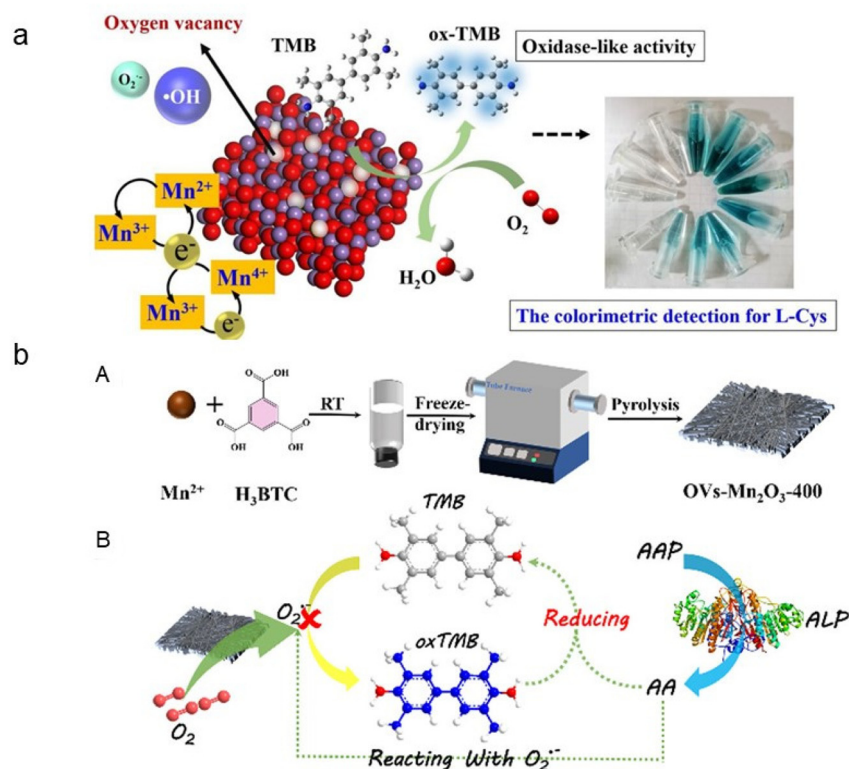 a
Oxygen vacancy
TMB
ox-TMB
Oxidase-like activity
O₂•⁻
•OH
Mn²⁺
Mn³⁺
e⁻
Mn⁴⁺
Mn³⁺
e⁻
O₂
H₂O
The colorimetric detection for L-Cys
b
A
Mn²⁺
+
H₃BTC
O
OH
O
HO
O
OH
RT
Freeze-
drying
Tube Furnace
Pyrolysis
OVs-Mn₂O₃-400
B
TMB
AAP
O₂•⁻
Reducing
ALP
oxTMB
O₂
AA
Reacting With O₂•⁻